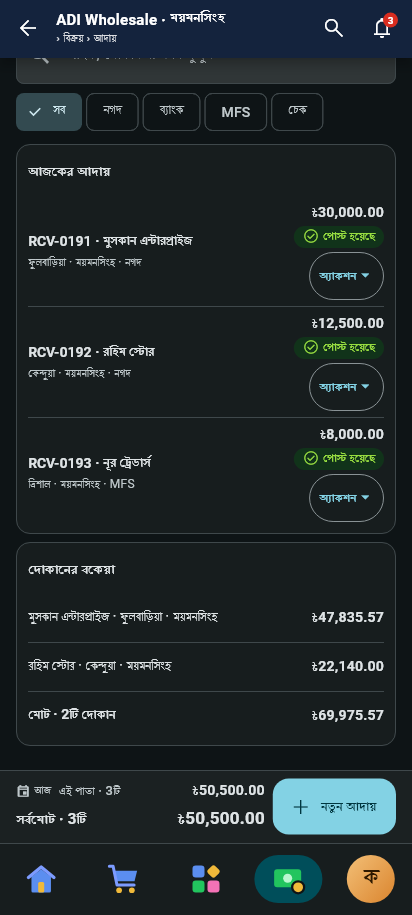 ADI Wholesale · ময়মনসিংহ
› বিক্রয় › আদায়
3
সব
নগদ
ব্যাংক
MFS
চেক
আজকের আদায়
৳30,000.00
RCV-0191 · মুসকান এন্টারপ্রাইজ
পোস্ট হয়েছে
ফুলবাড়িয়া · ময়মনসিংহ · নগদ
অ্যাকশন
৳12,500.00
RCV-0192 · রহিম স্টোর
পোস্ট হয়েছে
কেন্দুয়া · ময়মনসিংহ · নগদ
অ্যাকশন
৳8,000.00
RCV-0193 · নূর ট্রেডার্স
পোস্ট হয়েছে
ত্রিশাল · ময়মনসিংহ · MFS
অ্যাকশন
দোকানের বকেয়া
মুসকান এন্টারপ্রাইজ · ফুলবাড়িয়া · ময়মনসিংহ ৳47,835.57
রহিম স্টোর · কেন্দুয়া · ময়মনসিংহ ৳22,140.00
মোট · 2টি দোকান ৳69,975.57
আজ এই পাতা · 3টি ৳50,500.00
সর্বমোট · 3টি ৳50,500.00
নতুন আদায়
ক